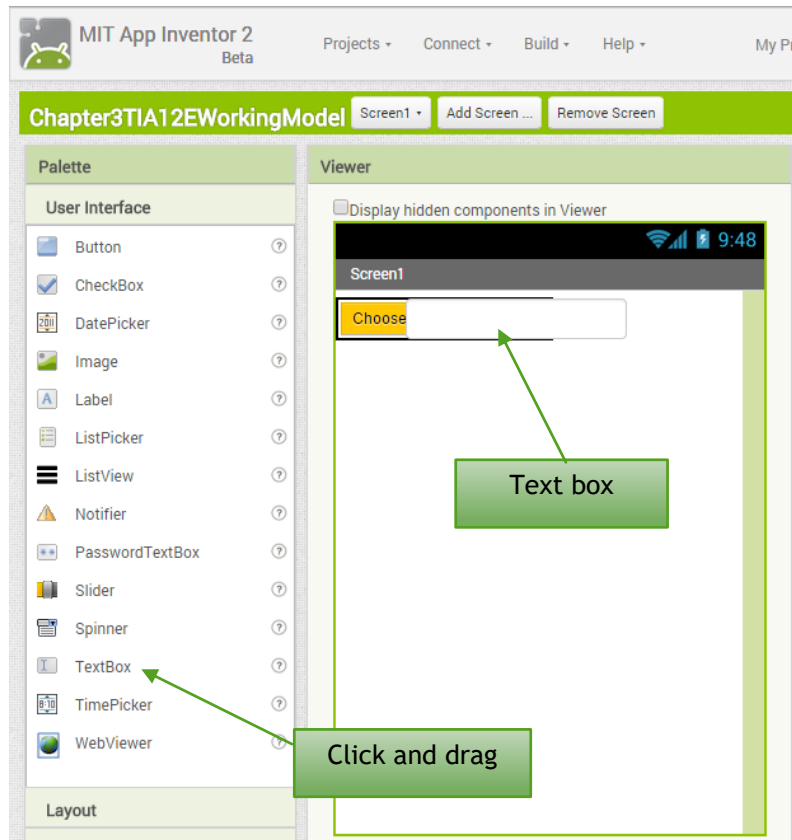 MIT App Inventor 2
Beta
Projects
Connect
Build
Help
My Pr
Chapter3TIA12EWorkingModel
Screen1
Add Screen ...
Remove Screen
Palette
User Interface
Button
CheckBox
DatePicker
Image
Label
ListPicker
ListView
Notifier
PasswordTextBox
Slider
Spinner
TextBox
TimePicker
WebViewer
Layout
Viewer
Display hidden components in Viewer
9:48
Screen1
Choose
Text box
Click and drag